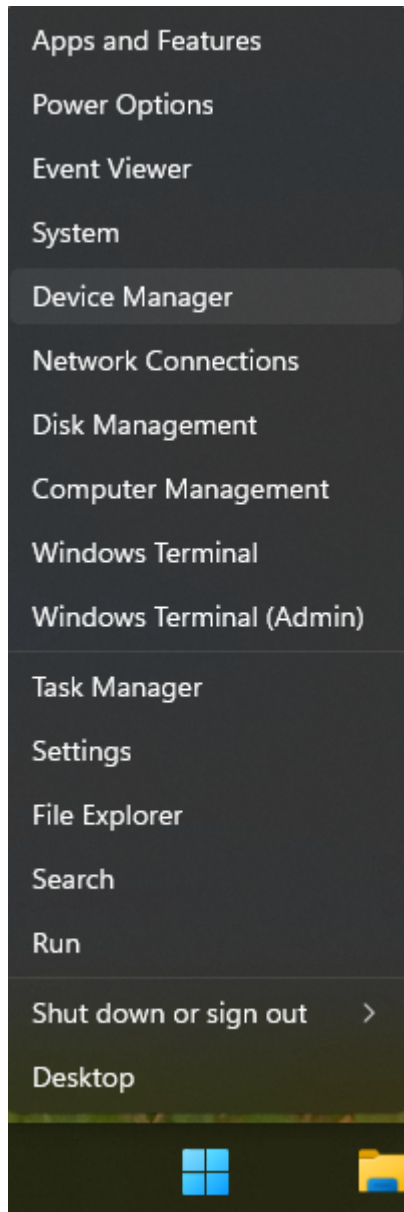 Apps and Features
Power Options
Event Viewer
System
Device Manager
Network Connections
Disk Management
Computer Management
Windows Terminal
Windows Terminal (Admin)
Task Manager
Settings
File Explorer
Search
Run
Shut down or sign out
Desktop